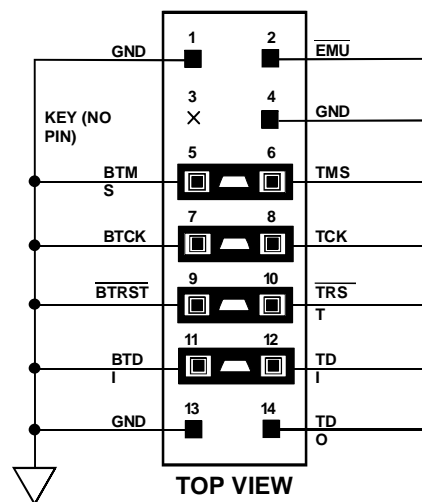 1 2
GND EMU
3 4
KEY (NO
PIN)
GND
5 6
BTM
S
TMS
7 8
BTCK TCK
9 10
BTRST TRS
T
11 12
BTD
I
TD
I
13 14
GND TD
O
TOP VIEW